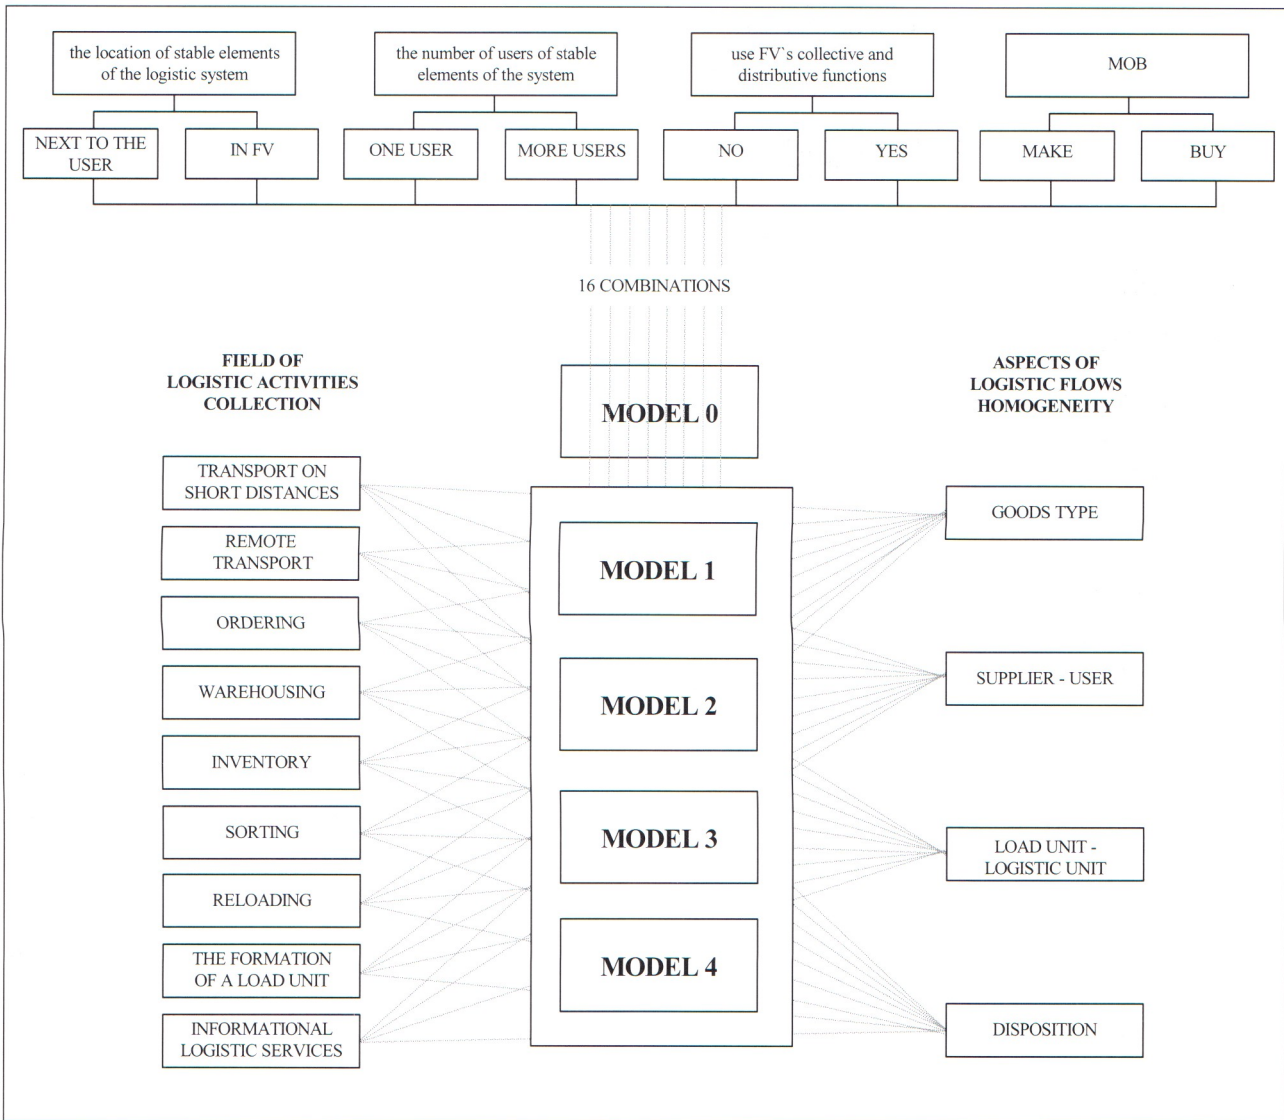 the location of stable elements
of the logistic system
the number of users of stable
elements of the system
use FV`s collective and
distributive functions
MOB
NEXT TO THE
USER
IN FV
ONE USER
MORE USERS
NO
YES
MAKE
BUY
16 COMBINATIONS
FIELD OF
LOGISTIC ACTIVITIES
COLLECTION
TRANSPORT ON
SHORT DISTANCES
REMOTE
TRANSPORT
ORDERING
WAREHOUSING
INVENTORY
SORTING
RELOADING
THE FORMATION
OF A LOAD UNIT
INFORMATIONAL
LOGISTIC SERVICES
MODEL 0
MODEL 1
MODEL 2
MODEL 3
MODEL 4
ASPECTS OF
LOGISTIC FLOWS
HOMOGENEITY
GOODS TYPE
SUPPLIER - USER
LOAD UNIT -
LOGISTIC UNIT
DISPOSITION